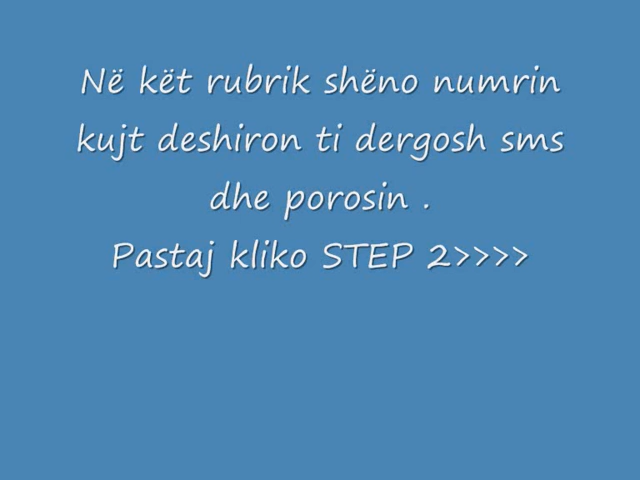 Në kët rubrik shëno numrin
kujt deshiron ti dergosh sms
dhe porosin .
Pastaj kliko STEP 2>>>>